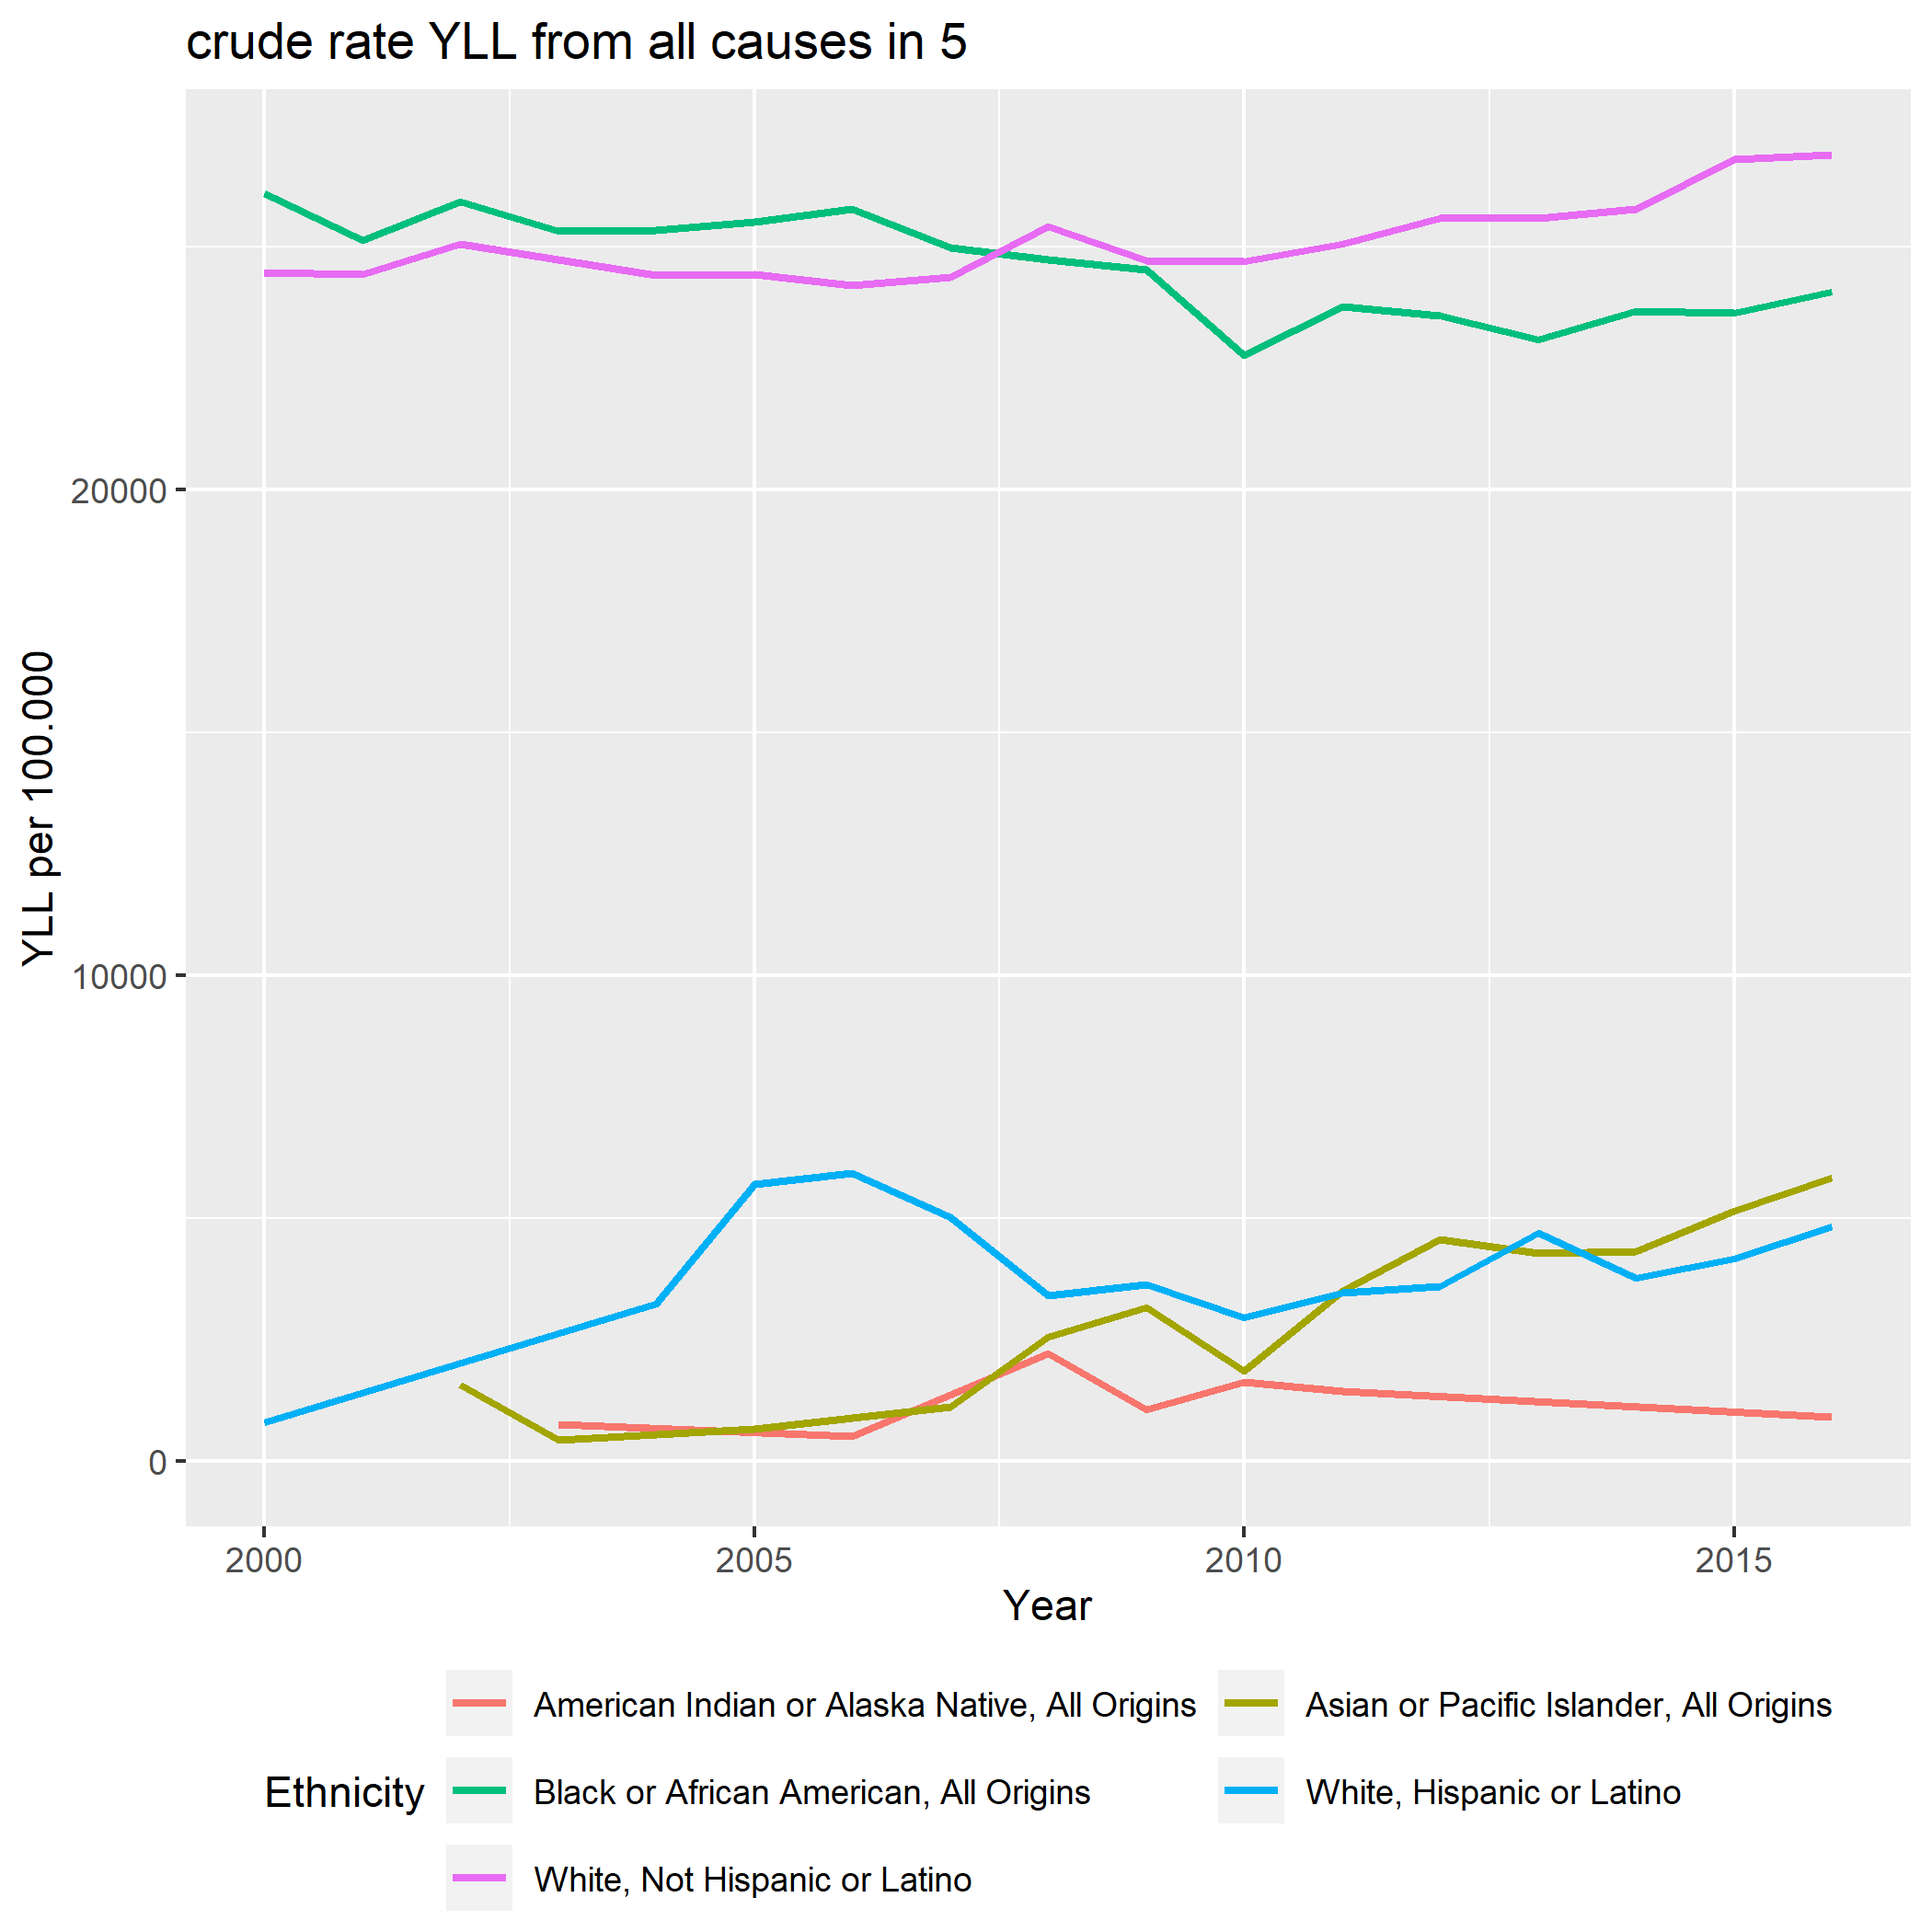 crude rate YLL from all causes in 5
YLL per 100.000
20000
10000
0
2000 2005 2010 2015
Year
Ethnicity
American Indian or Alaska Native, All Origins
Asian or Pacific Islander, All Origins
Black or African American, All Origins
White, Hispanic or Latino
White, Not Hispanic or Latino